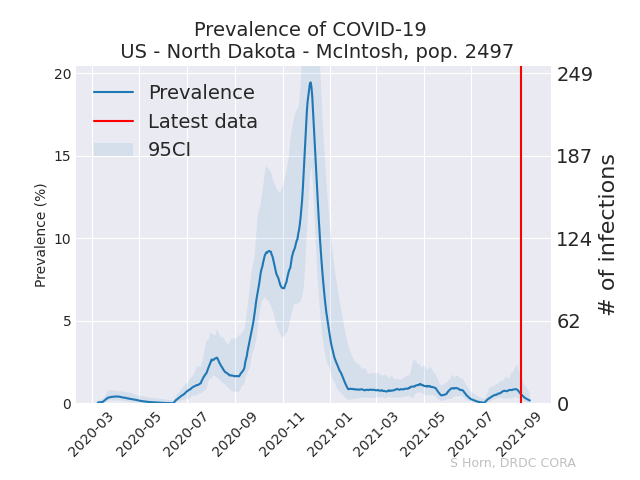 Prevalence of COVID-19
US - North Dakota - McIntosh, pop. 2497
Prevalence
Latest data
95CI
Prevalence (%)
20
15
10
5
0
249
187
124
62
0
# of infections
2020-03
2020-05
2020-07
2020-09
2020-11
2021-01
2021-03
2021-05
2021-07
2021-09
S Horn, DRDC CORA